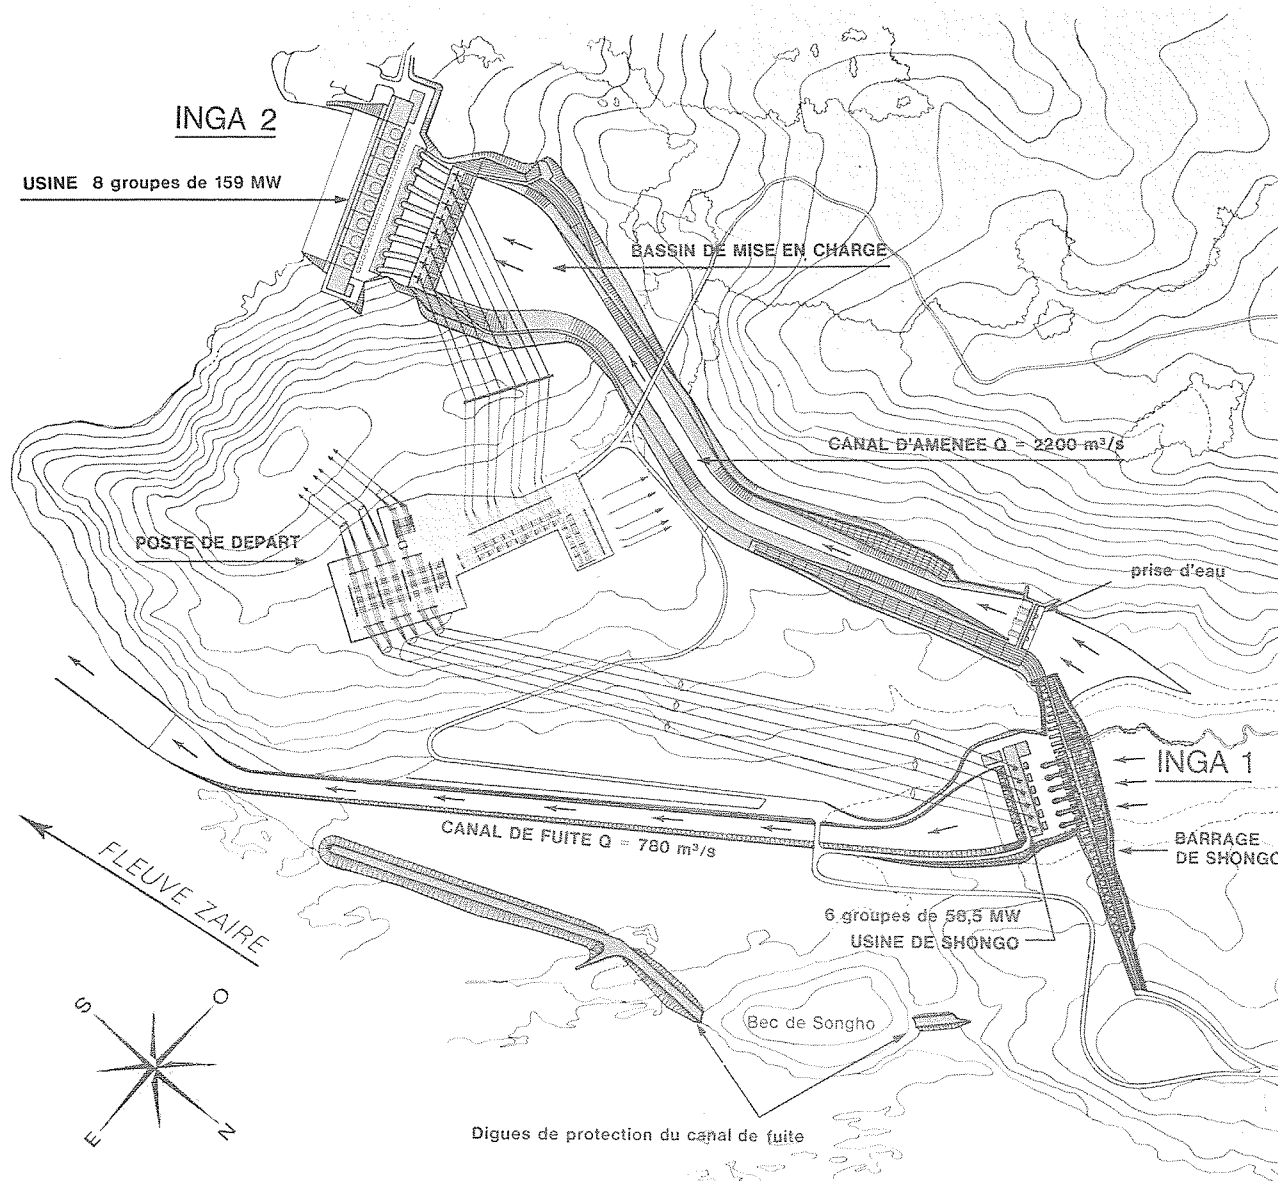 INGA 2
USINE 8 groupes de 159 MW
BASSIN DE MISE EN CHARGE
CANAL D'AMENEE Q = 2200 m³/s
POSTE DE DEPART
prise d'eau
INGA 1
CANAL DE FUITE Q = 780 m³/s
BARRAGE
DE SHONGO
FLEUVE ZAIRE
6 groupes de 58,5 MW
USINE DE SHONGO
S
O
Bec de Songho
E
N
Digues de protection du canal de fuite